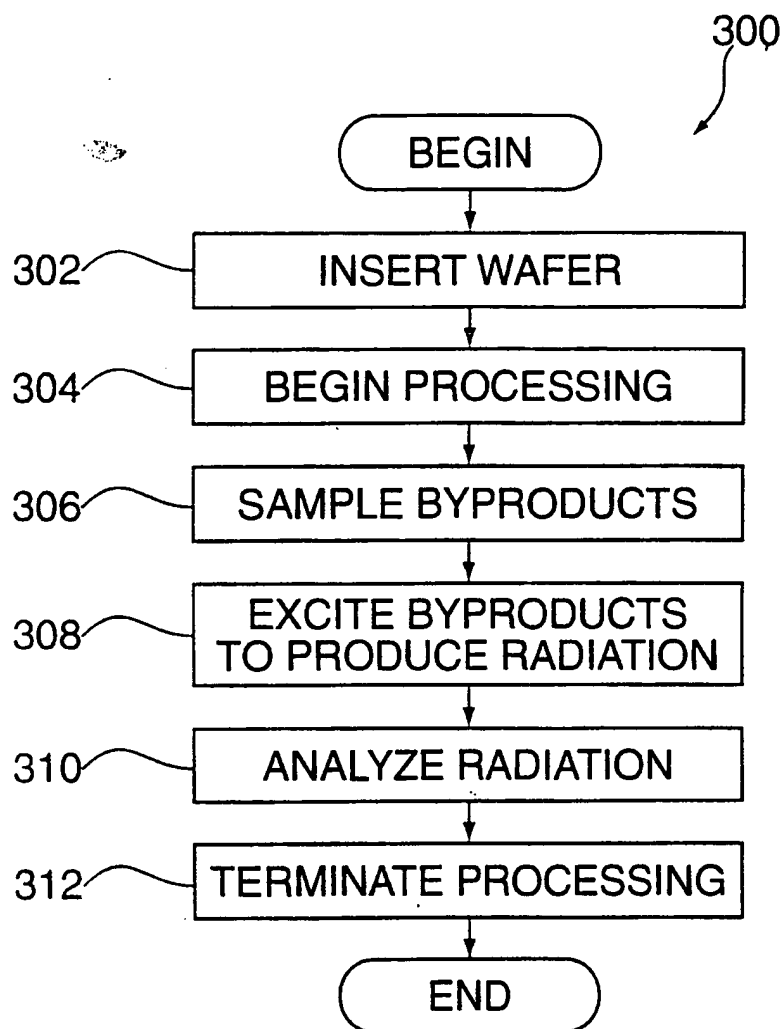 300
BEGIN
302
INSERT WAFER
304
BEGIN PROCESSING
306
SAMPLE BYPRODUCTS
308
EXCITE BYPRODUCTS
TO PRODUCE RADIATION
310
ANALYZE RADIATION
312
TERMINATE PROCESSING
END